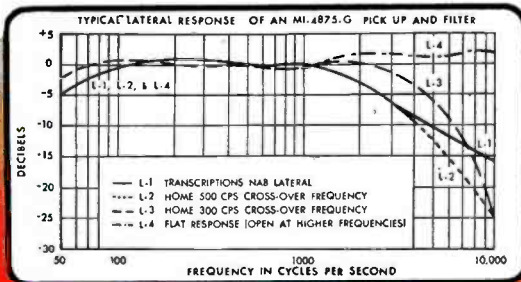 TYPICAL LATERAL RESPONSE OF AN MI-4875-G PICK UP AND FILTER
+5
0
-5
-10
-15
-20
-25
-30
DECIBELS
L-1, L-2, & L-4
L-4
L-3
L-1
L-2
L-1 TRANSCRIPTIONS NAB LATERAL
L-2 HOME 500 CPS CROSS-OVER FREQUENCY
L-3 HOME 300 CPS CROSS-OVER FREQUENCY
L-4 FLAT RESPONSE (OPEN AT HIGHER FREQUENCIES)
50 100 1000 10,000
FREQUENCY IN CYCLES PER SECOND